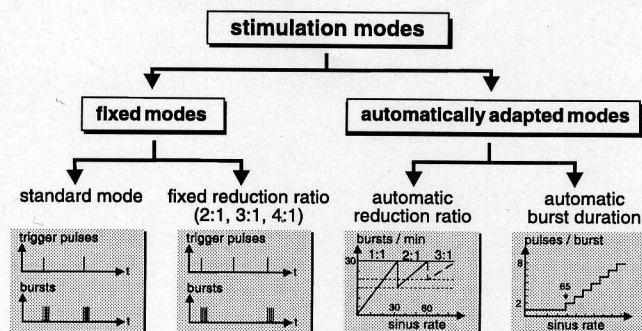 stimulation modes
fixed modes
automatically adapted modes
standard mode
fixed reduction ratio
(2:1, 3:1, 4:1)
automatic
reduction ratio
automatic
burst duration
trigger pulses
t
bursts
t
trigger pulses
t
bursts
t
bursts / min
1:1 2:1 3:1
30
30 60
sinus rate
pulses / burst
8
65
2
sinus rate